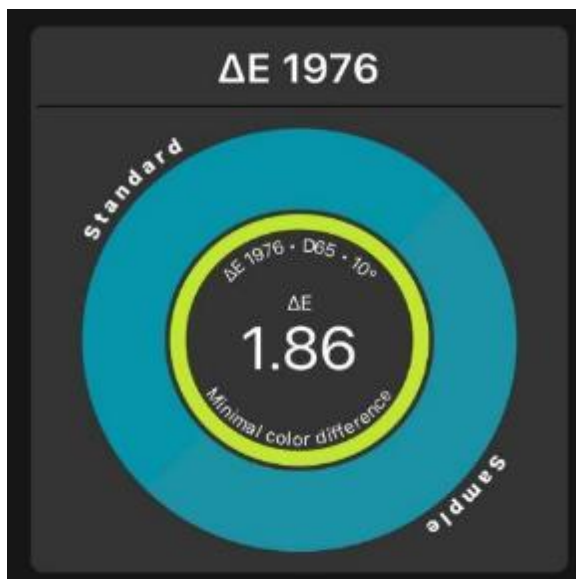 ΔE 1976
Standard
ΔE 1976 • D65 • 10°
ΔE
1.86
Minimal color difference
Sample